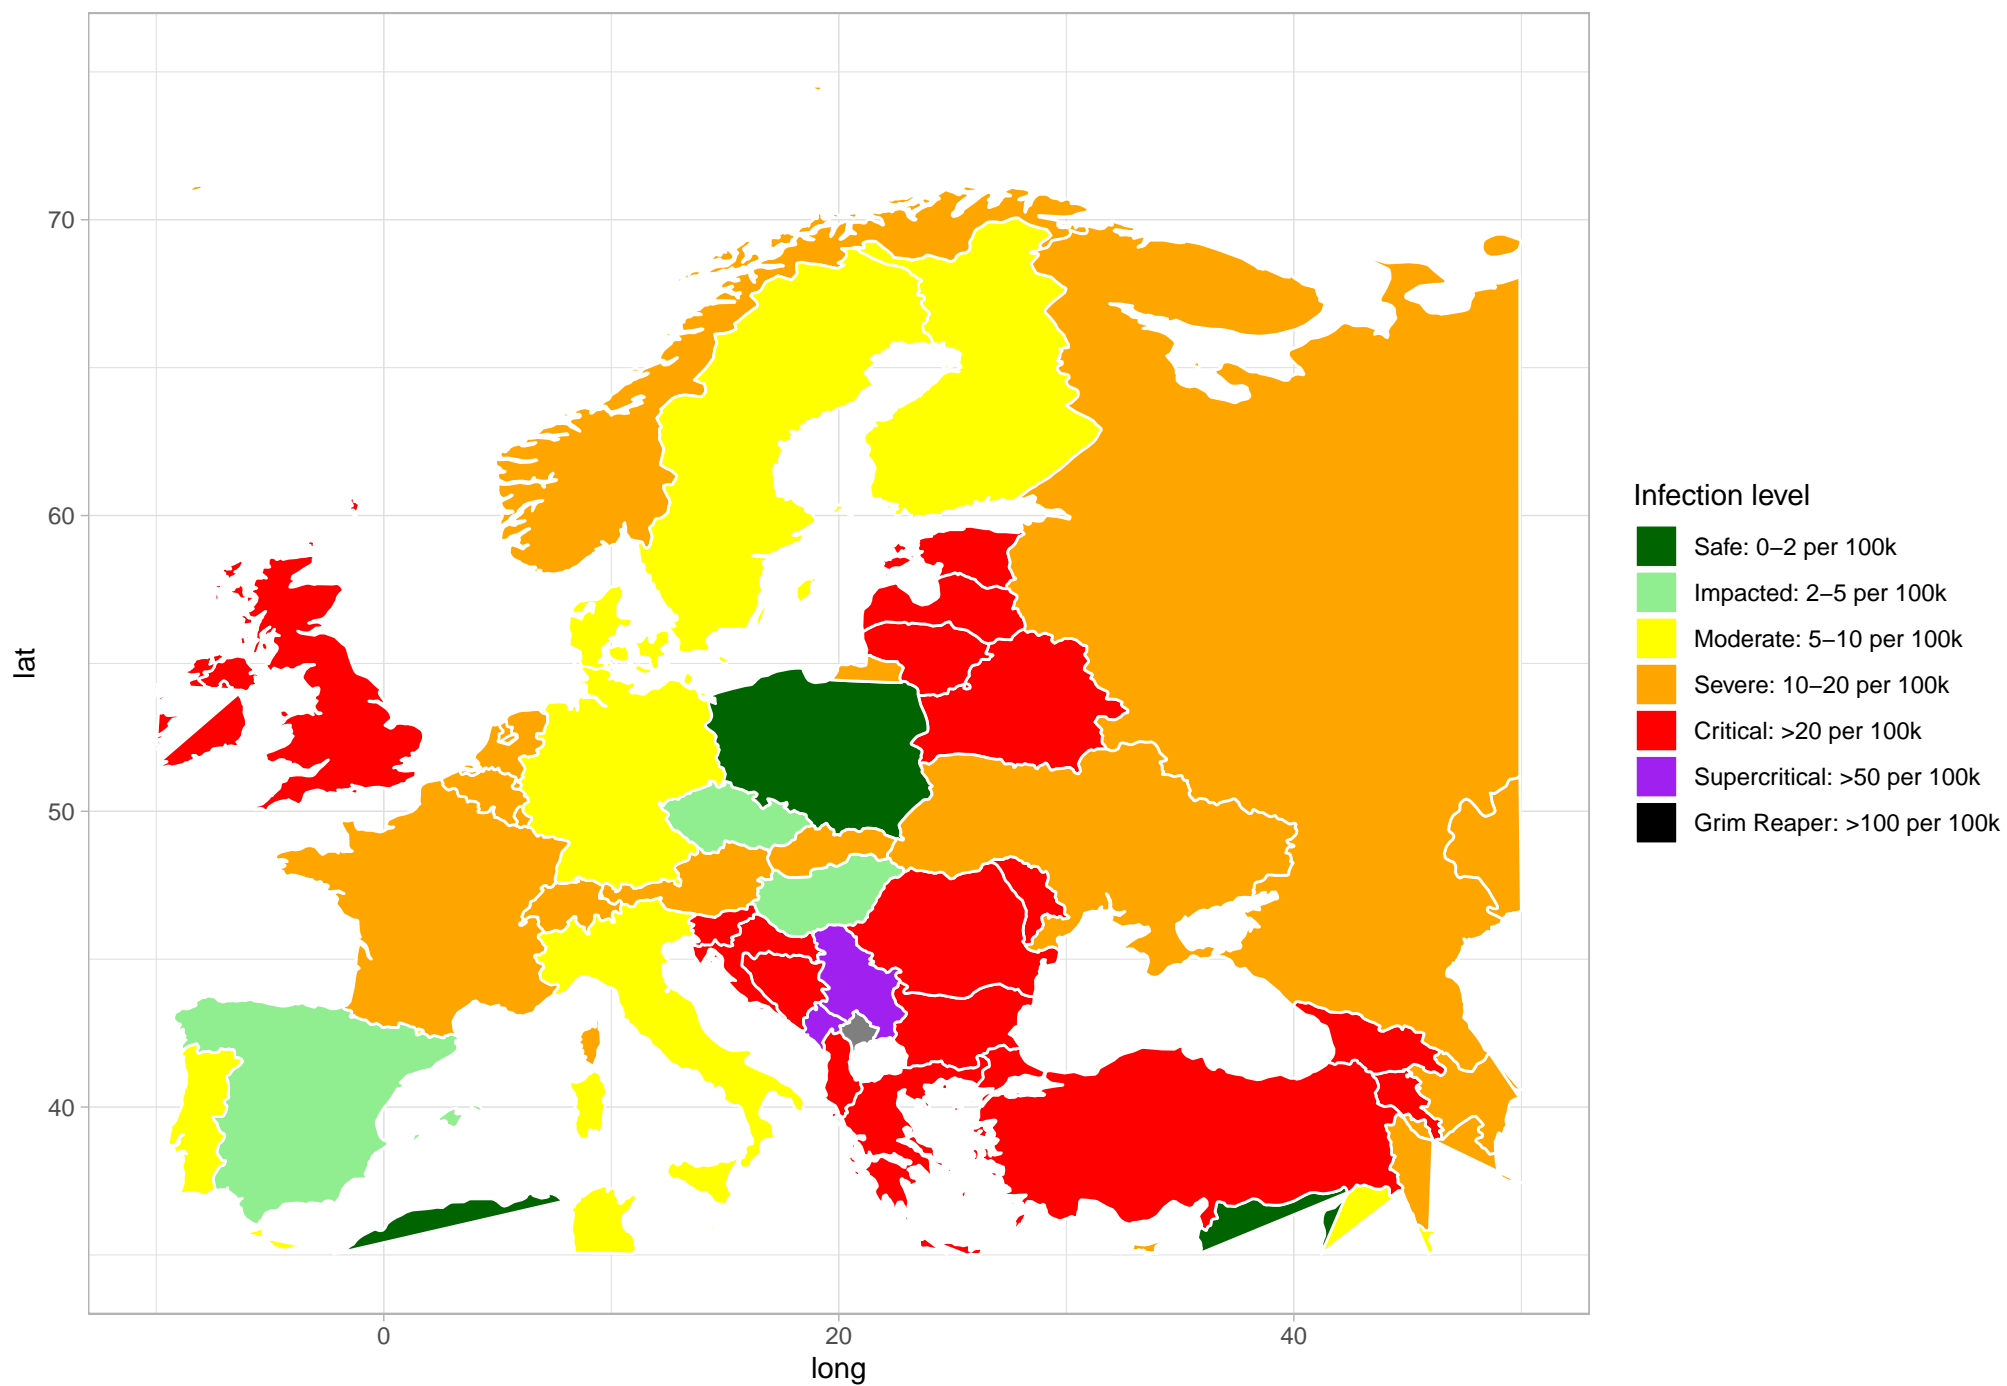 70
60
50
40
lat
0
20
40
long
Infection level
Safe: 0−2 per 100k
Impacted: 2−5 per 100k
Moderate: 5−10 per 100k
Severe: 10−20 per 100k
Critical: >20 per 100k
Supercritical: >50 per 100k
Grim Reaper: >100 per 100k